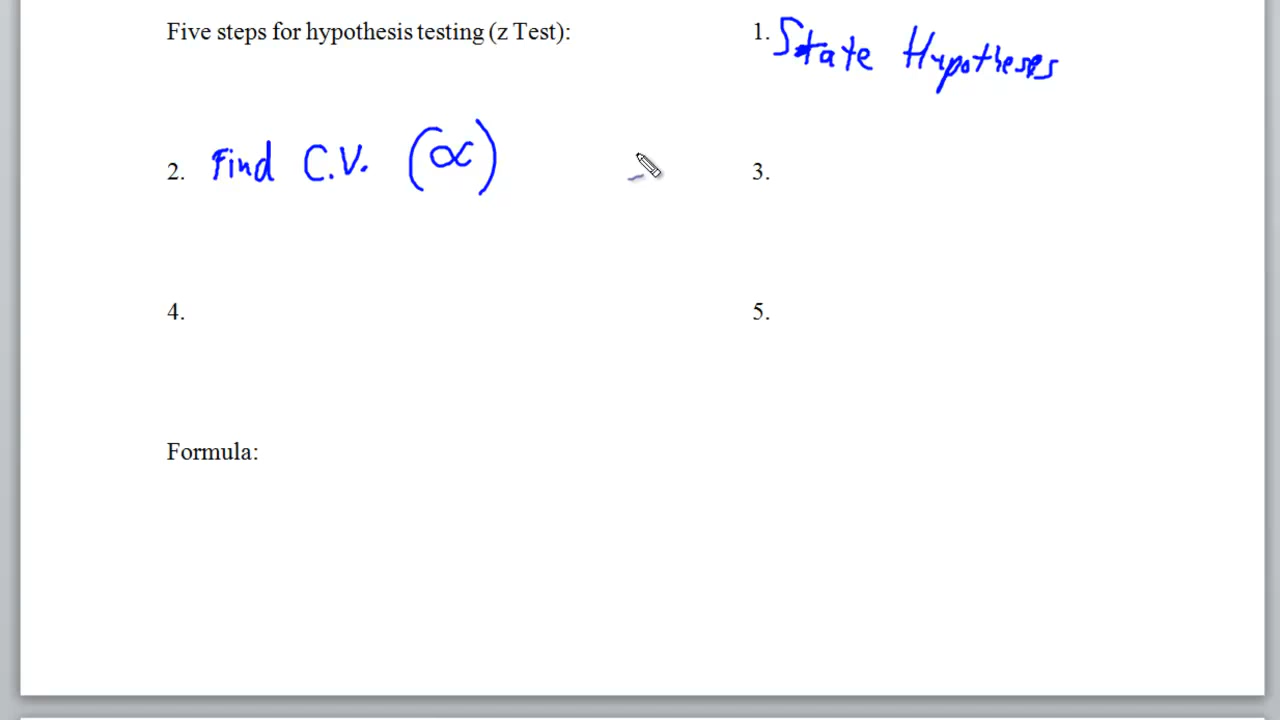 Five steps for hypothesis testing (z Test):
1. State Hypotheses
2. Find C.V. (∝)
3.
4.
5.
Formula: